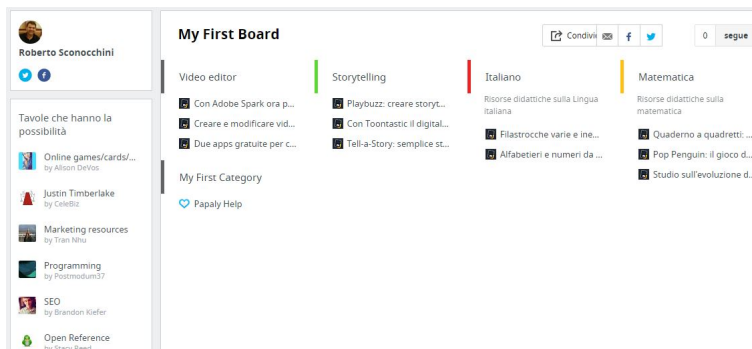 Roberto Sconocchini
Tavole che hanno la
possibilità
Online games/cards/...
by Alison DeVos
Justin Timberlake
by CeleBiz
Marketing resources
by Tran Nhu
Programming
by Postmodum37
SEO
by Brandon Kiefer
Open Reference
by Stacy Reed
My First Board
Condivi
0 segue
Video editor
Con Adobe Spark ora p...
Creare e modificare vid...
Due apps gratuite per c...
My First Category
Papaly Help
Storytelling
Playbuzz: creare storyt...
Con Toontastic il digital...
Tell-a-Story: semplice st...
Italiano
Risorse didattiche sulla Lingua
italiana
Filastrocche varie e ine...
Alfabetieri e numeri da ...
Matematica
Risorse didattiche sulla
matematica
Quaderno a quadretti: ...
Pop Penguin: il gioco d...
Studio sull'evoluzione d...